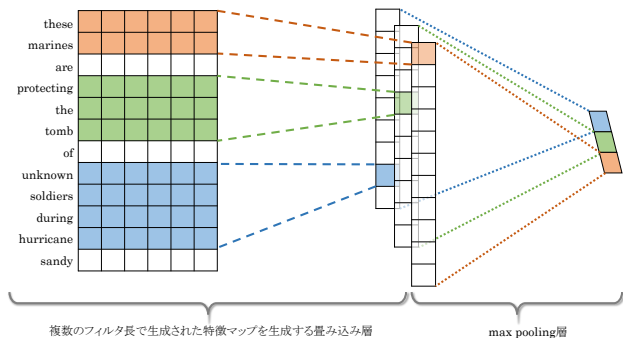 these
marines
are
protecting
the
tomb
of
unknown
soldiers
during
hurricane
sandy
複数のフィルタ長で生成された特徴マップを生成する畳み込み層
max pooling層